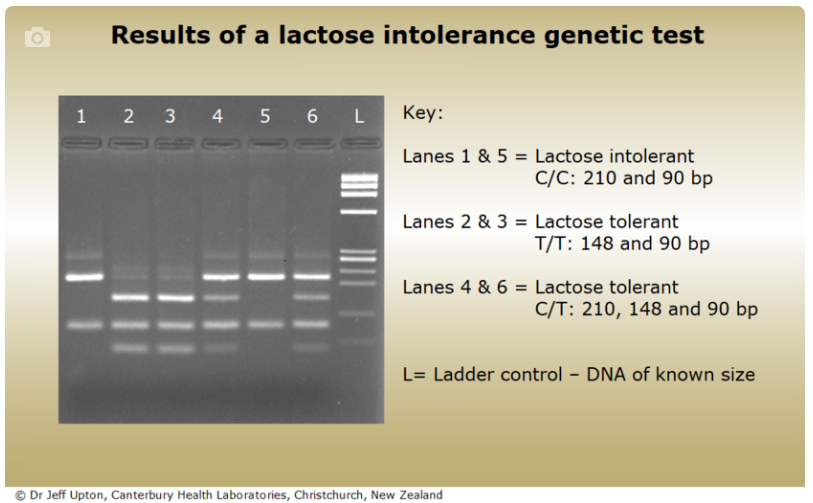 Results of a lactose intolerance genetic test
1 2 3 4 5 6 L
Key:
Lanes 1 & 5 = Lactose intolerant
C/C: 210 and 90 bp
Lanes 2 & 3 = Lactose tolerant
T/T: 148 and 90 bp
Lanes 4 & 6 = Lactose tolerant
C/T: 210, 148 and 90 bp
L= Ladder control – DNA of known size
© Dr Jeff Upton, Canterbury Health Laboratories, Christchurch, New Zealand